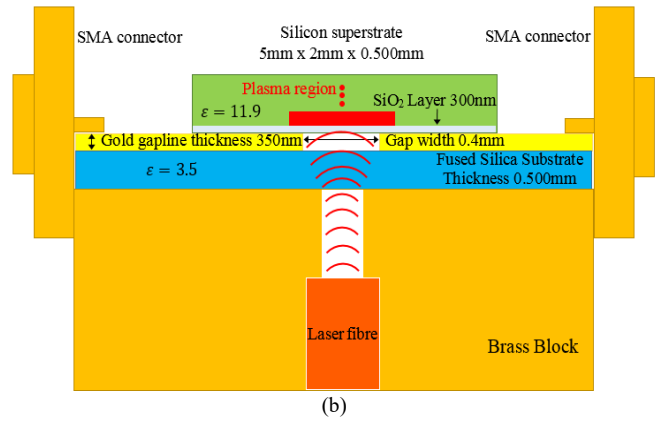 SMA connector
Silicon superstrate
5mm x 2mm x 0.500mm
SMA connector
Plasma region
SiO₂ Layer 300nm
ε = 11.9
Gold gapline thickness 350nm
Gap width 0.4mm
Fused Silica Substrate
Thickness 0.500mm
ε = 3.5
Laser fibre
Brass Block
(b)